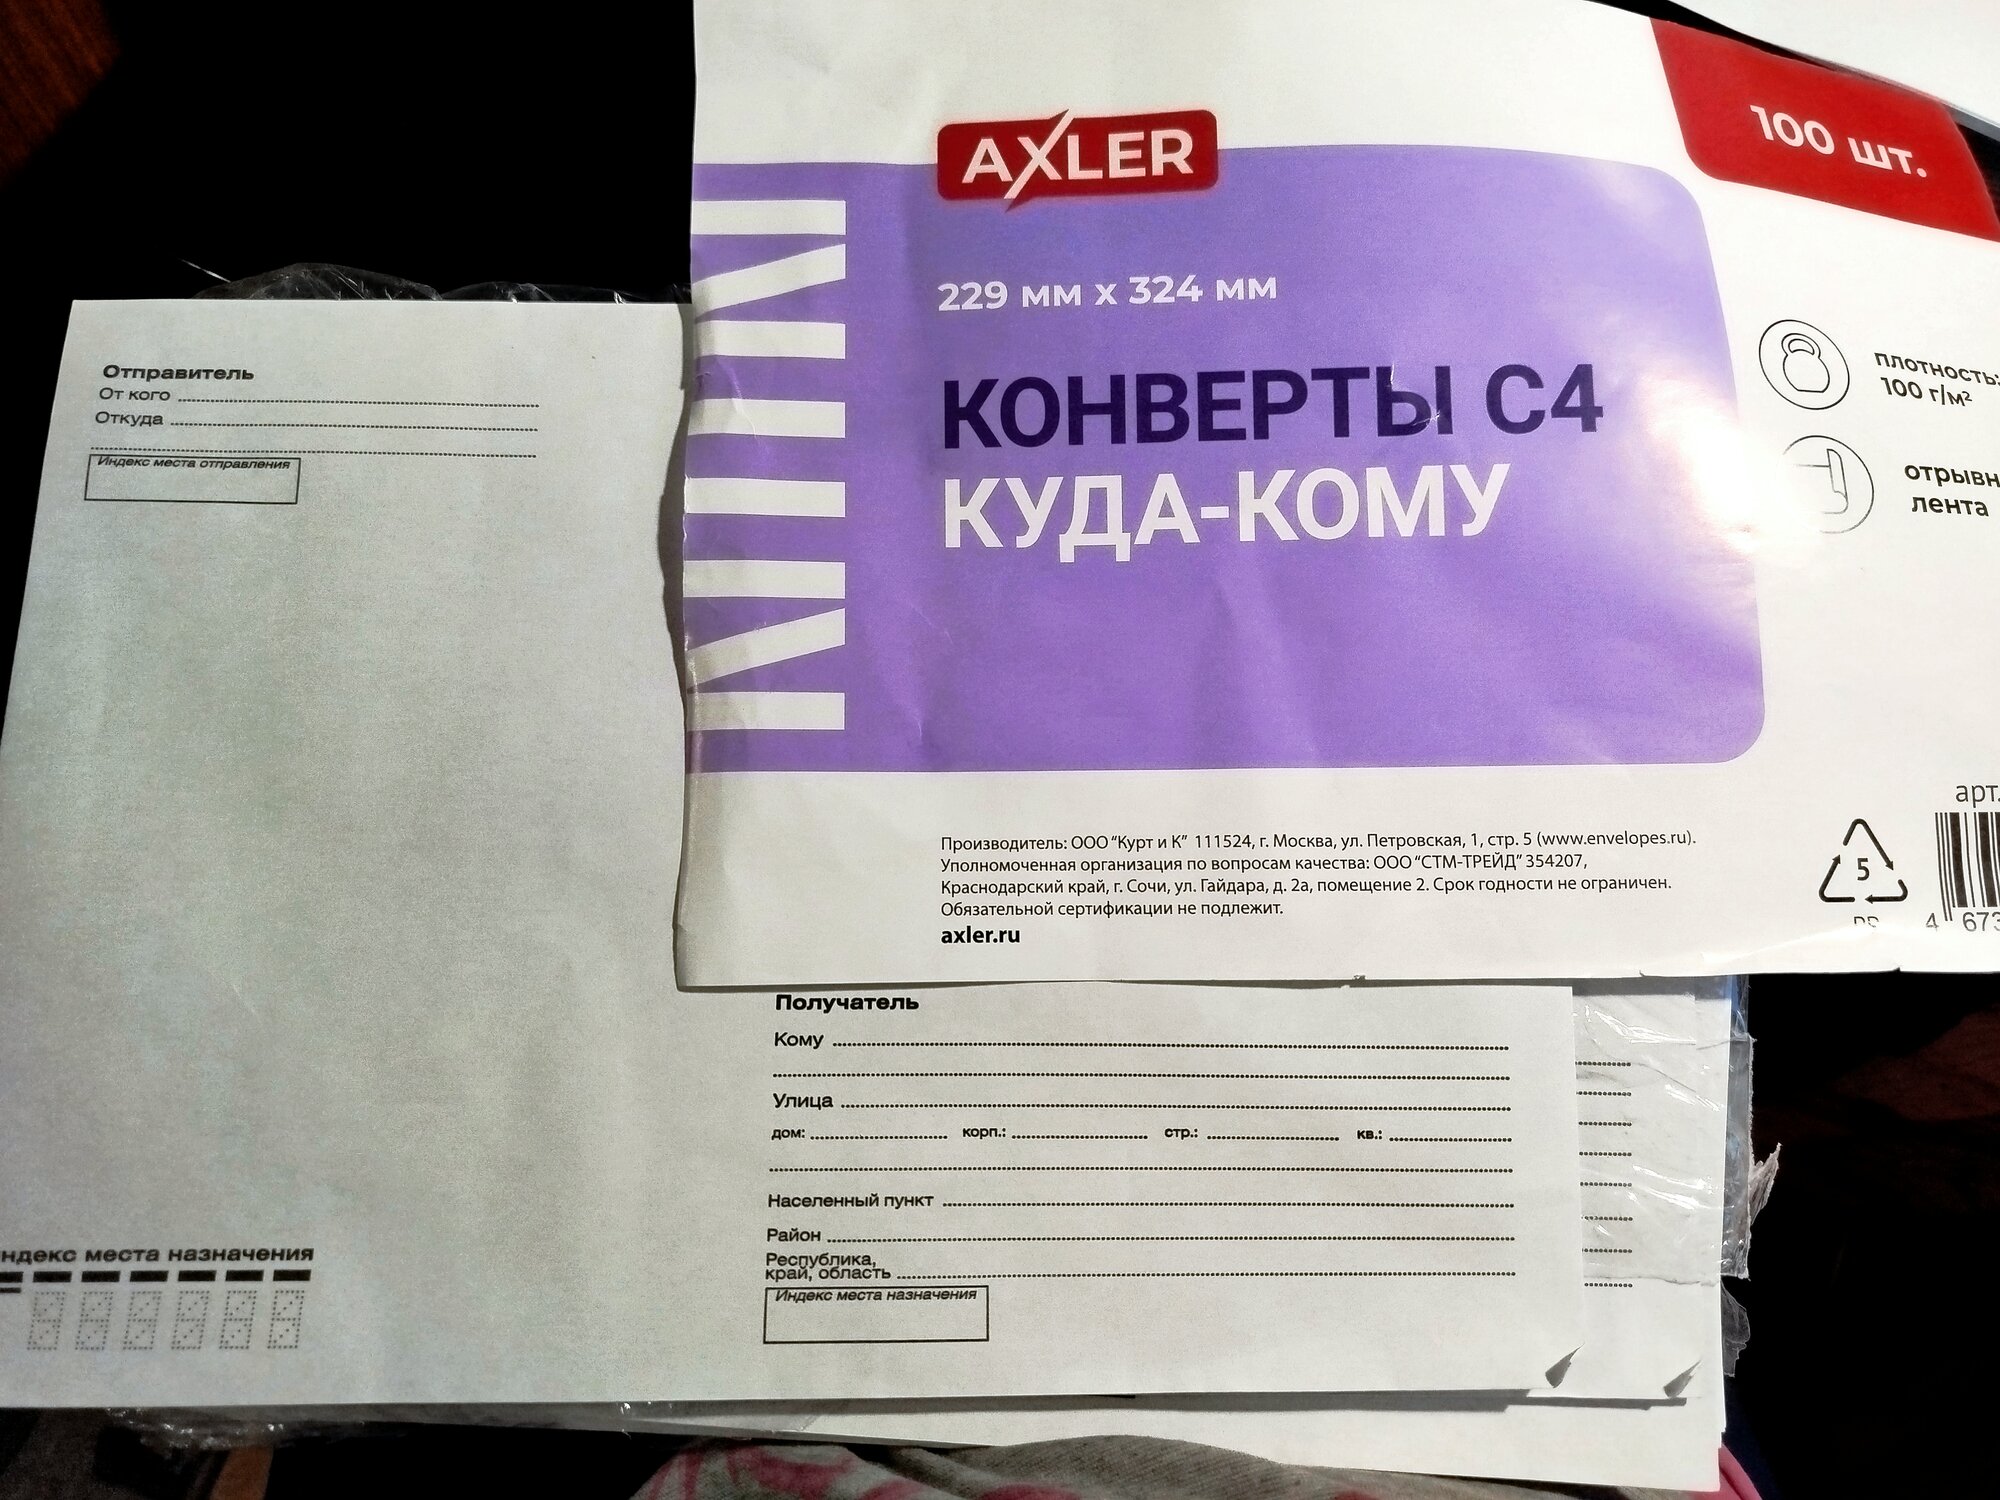 AXLER
100 шт.
229 мм x 324 мм
КОНВЕРТЫ С4
КУДА-КОМУ
плотность:
100 г/м²
лента
Производитель: ООО "Курт и К" 111524, г. Москва, ул. Петровская, 1, стр. 5 (www.envelopes.ru).
Уполномоченная организация по вопросам качества: ООО "СТМ-ТРЕЙД" 354207,
Краснодарский край, г. Сочи, ул. Гайдара, д. 2а, помещение 2. Срок годности не ограничен.
Обязательной сертификации не подлежит.
axler.ru
арт.
5
4 673
Отправитель
От кого
Откуда
Индекс места отправления
Получатель
Кому
Улица
дом: корп.: стр.: кв.:
Населенный пункт
Район
Республика,
край, область
Индекс места назначения
места назначения